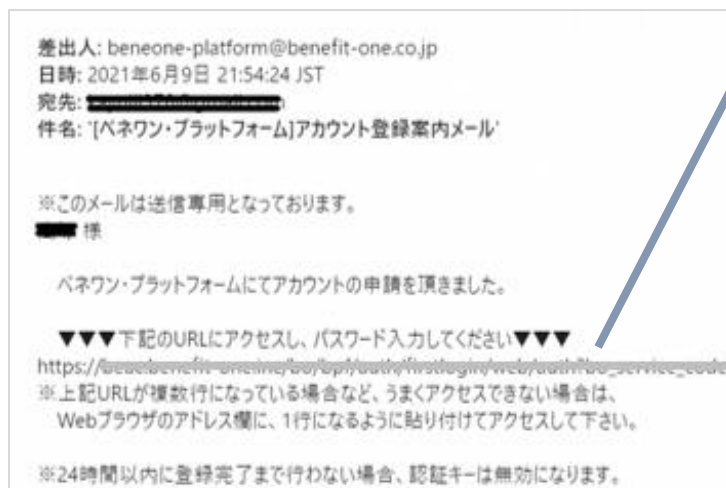 差出人: beneone-platform@benefit-one.co.jp
日時: 2021年6月9日 21:54:24 JST
宛先:
件名: '[ベネワン・プラットフォーム]アカウント登録案内メール'
※このメールは送信専用となっております。
様
ベネワン・プラットフォームにてアカウントの申請を頂きました。
▼▼▼下記のURLにアクセスし、パスワード入力してください▼▼▼
https://
※上記URLが複数行になっている場合など、うまくアクセスできない場合は、
Webブラウザのアドレス欄に、1行になるように貼り付けてアクセスして下さい。
※24時間以内に登録完了まで行わない場合、認証キーは無効になります。